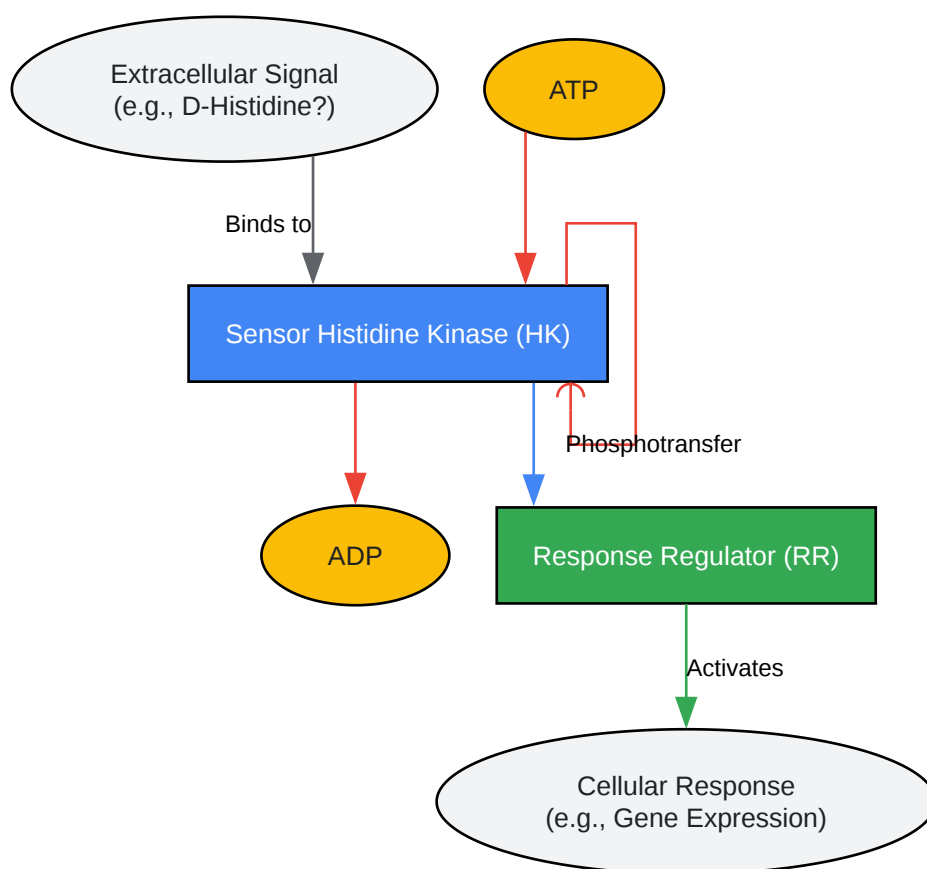 Extracellular Signal
(e.g., D-Histidine?)
ATP
Binds to
Sensor Histidine Kinase (HK)
Phosphotransfer
ADP
Response Regulator (RR)
Activates
Cellular Response
(e.g., Gene Expression)